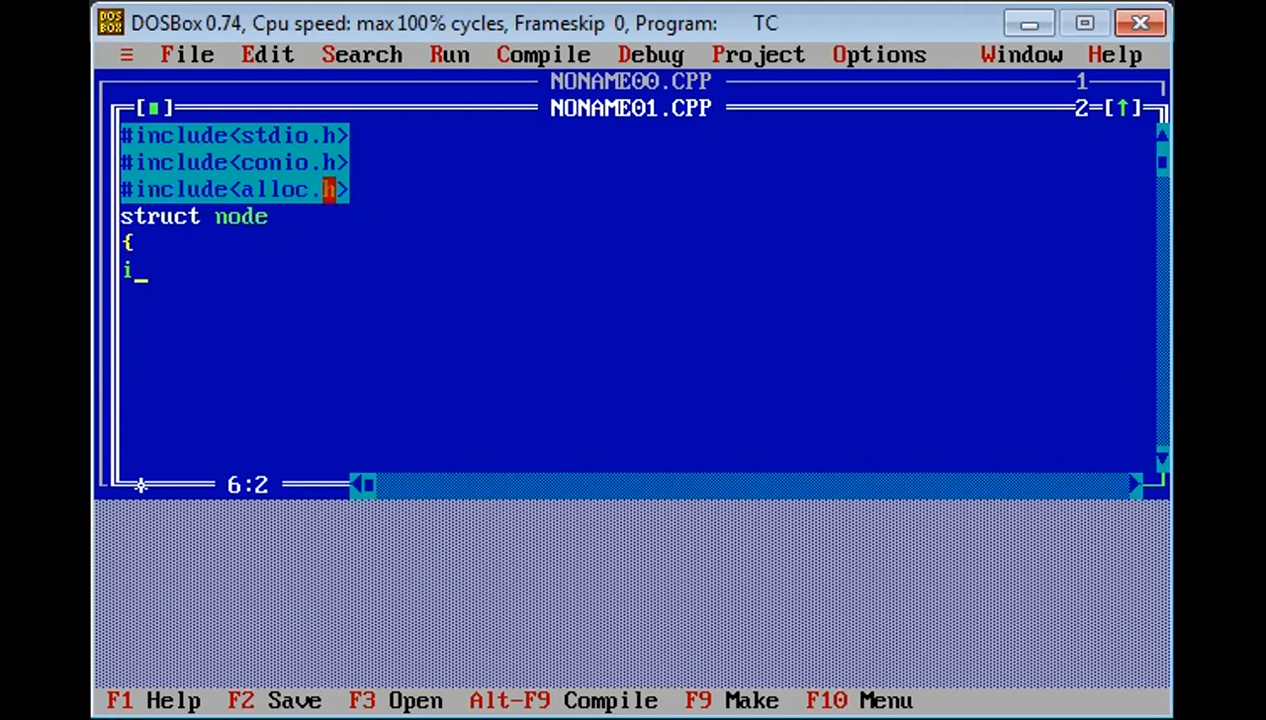 DOSBox 0.74, Cpu speed: max 100% cycles, Frameskip 0, Program: TC
≡ File Edit Search Run Compile Debug Project Options Window Help
NONAME00.CPP 1
[■] NONAME01.CPP 2=[↑]
#include<stdio.h>
#include<conio.h>
#include<alloc.h>
struct node
{
i_
6:2
F1 Help F2 Save F3 Open Alt-F9 Compile F9 Make F10 Menu